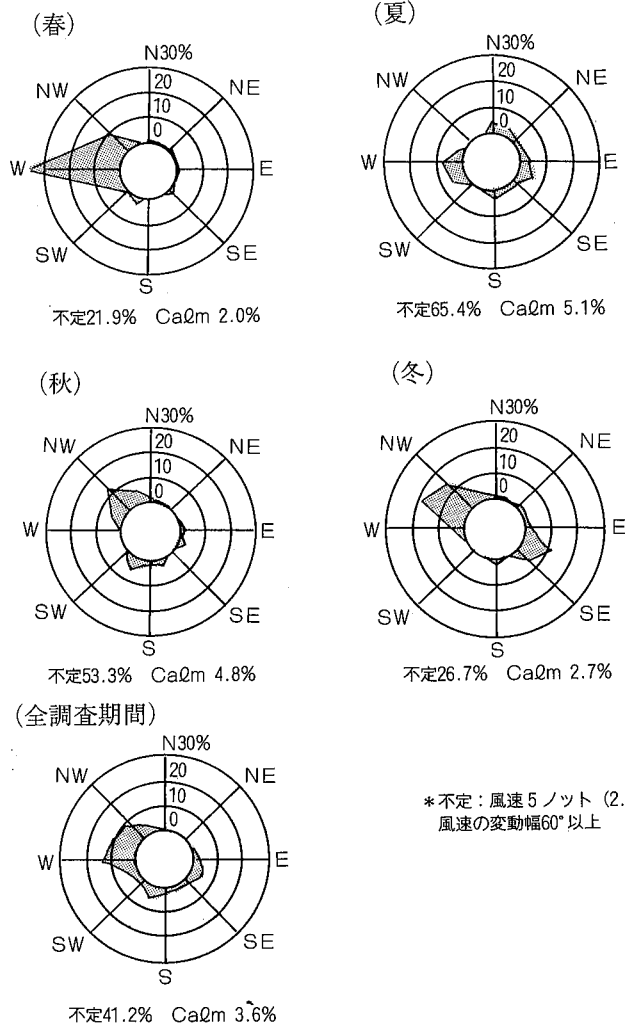 (春)
N30%
20
10
0
NW
NE
W
E
SW
SE
S
不定21.9% Calm 2.0%
(夏)
N30%
20
10
0
NW
NE
W
E
SW
SE
S
不定65.4% Calm 5.1%
(秋)
N30%
20
10
0
NW
NE
W
E
SW
SE
S
不定53.3% Calm 4.8%
(冬)
N30%
20
10
0
NW
NE
W
E
SW
SE
S
不定26.7% Calm 2.7%
(全調査期間)
N30%
20
10
0
NW
NE
W
E
SW
SE
S
不定41.2% Calm 3.6%
*不定:風速5ノット(2.
風速の変動幅60°以上